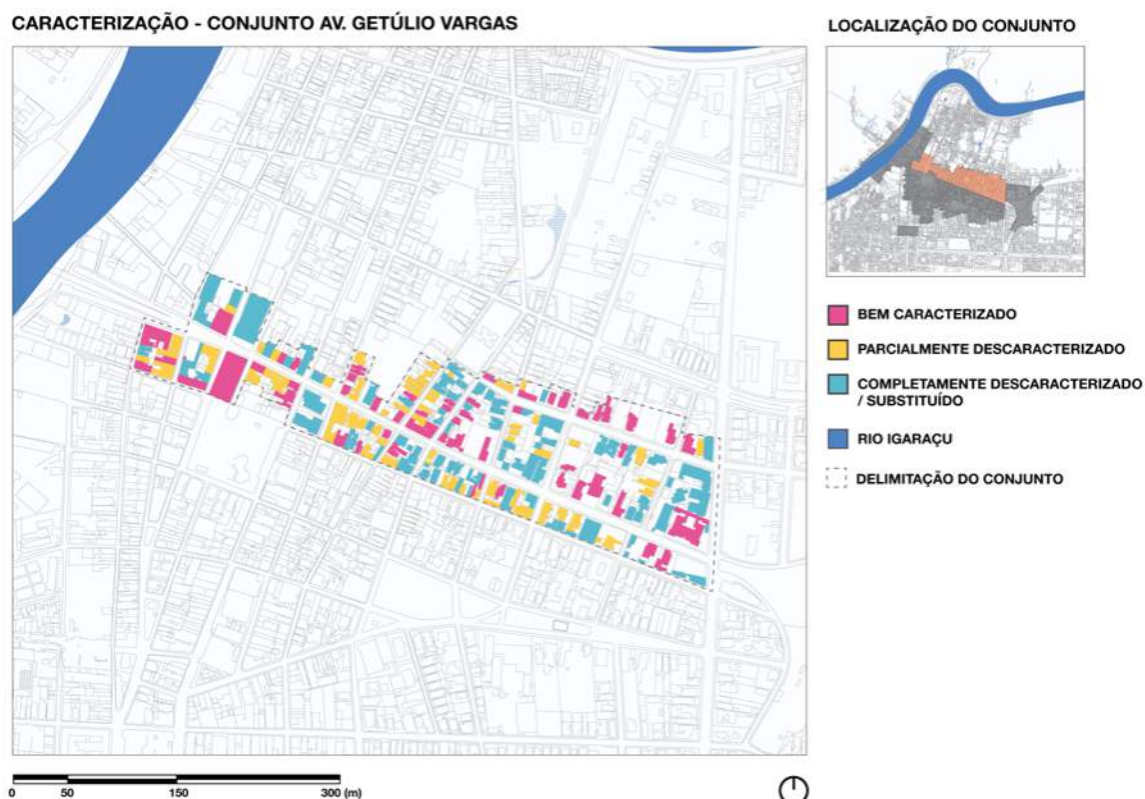 CARACTERIZAÇÃO - CONJUNTO AV. GETÚLIO VARGAS
LOCALIZAÇÃO DO CONJUNTO
BEM CARACTERIZADO
PARCIALMENTE DESCARACTERIZADO
COMPLETAMENTE DESCARACTERIZADO
/ SUBSTITUÍDO
RIO IGARAÇU
DELIMITAÇÃO DO CONJUNTO
0 50 150 300 (m)